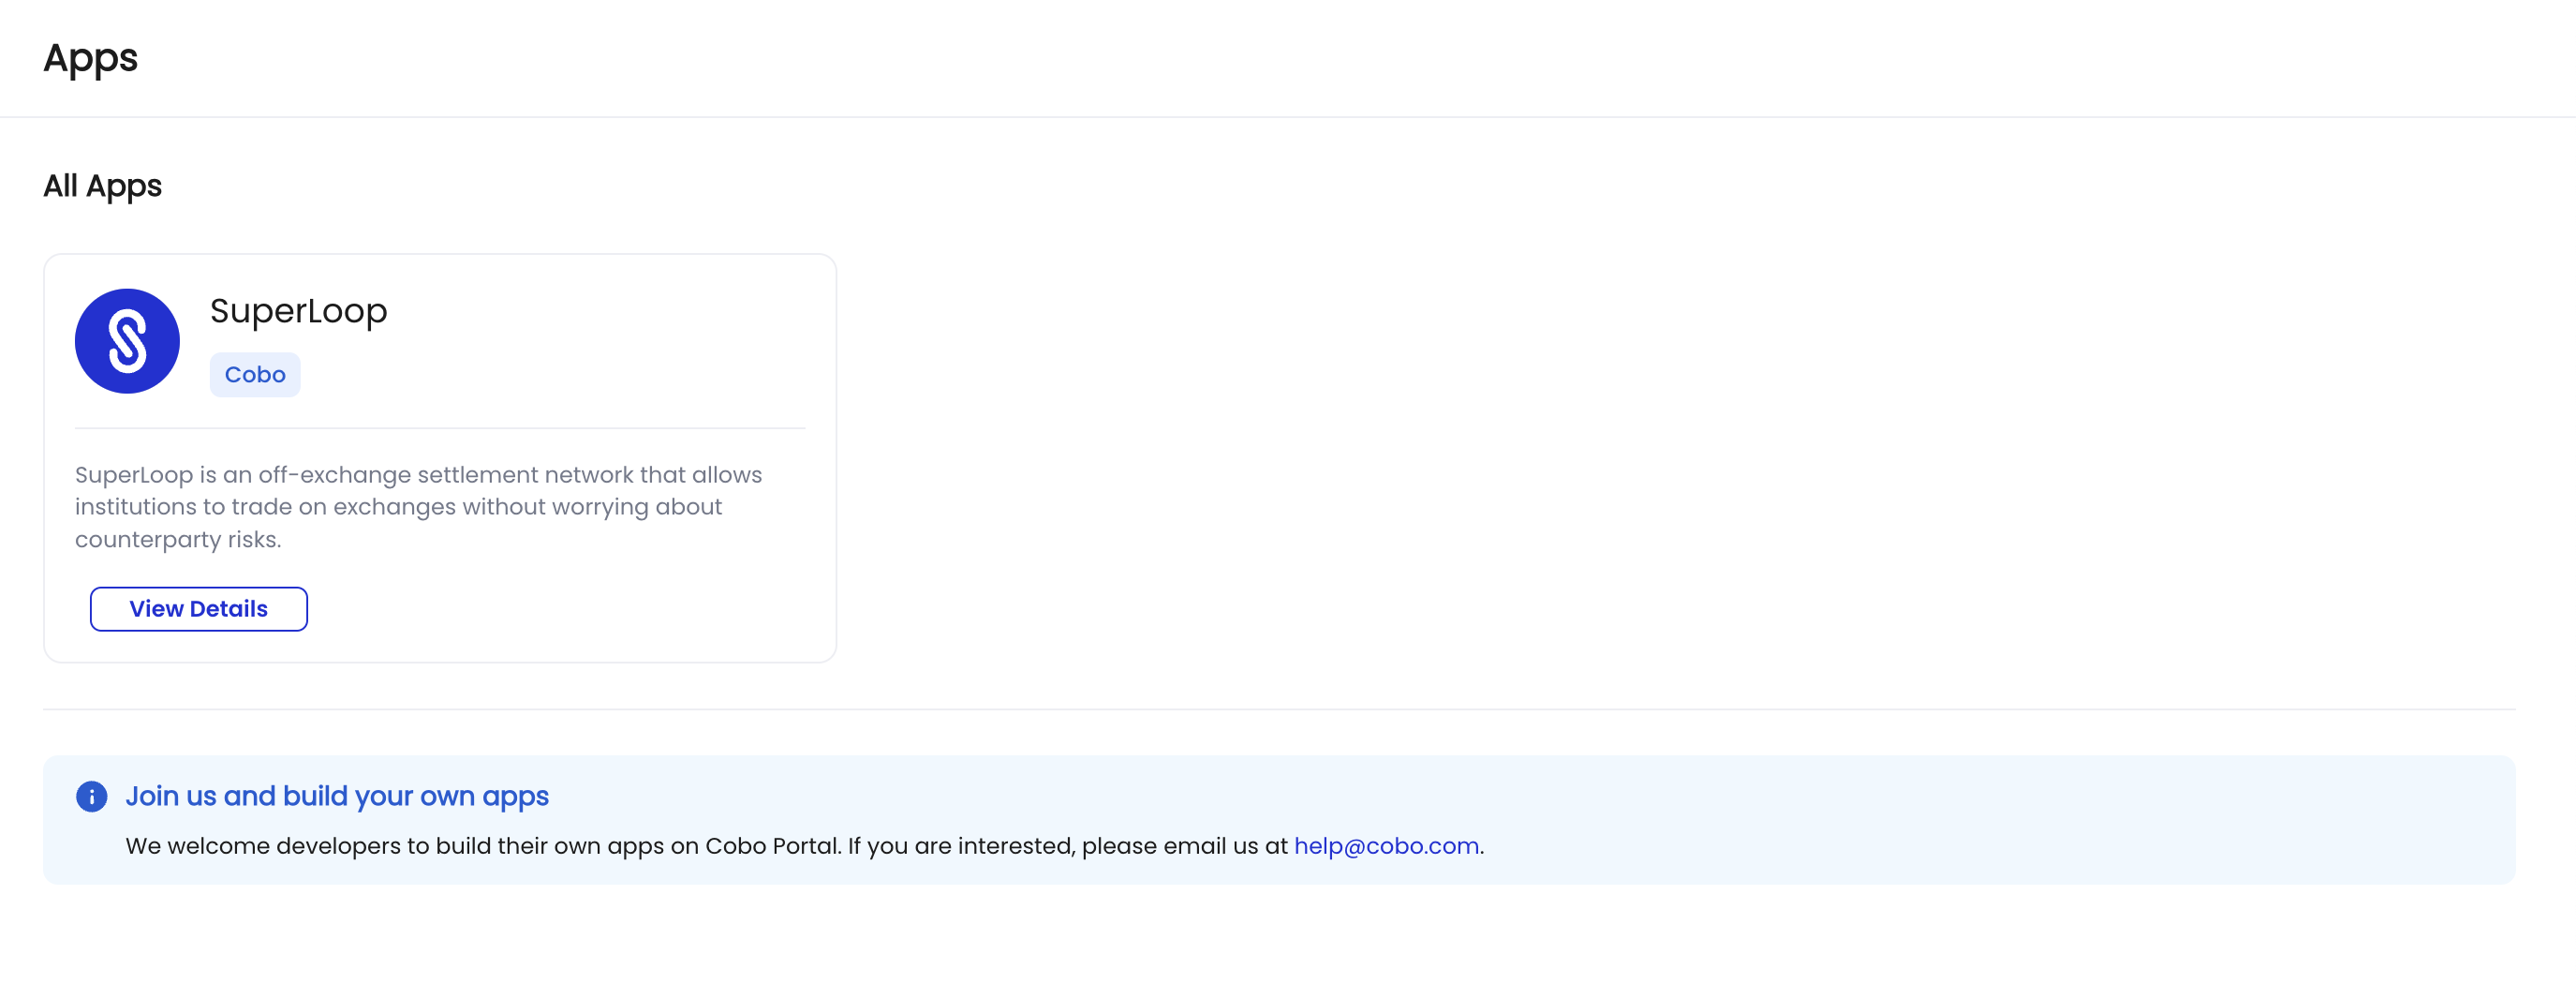 Apps
All Apps
SuperLoop
Cobo
SuperLoop is an off-exchange settlement network that allows
institutions to trade on exchanges without worrying about
counterparty risks.
View Details
Join us and build your own apps
We welcome developers to build their own apps on Cobo Portal. If you are interested, please email us at help@cobo.com.